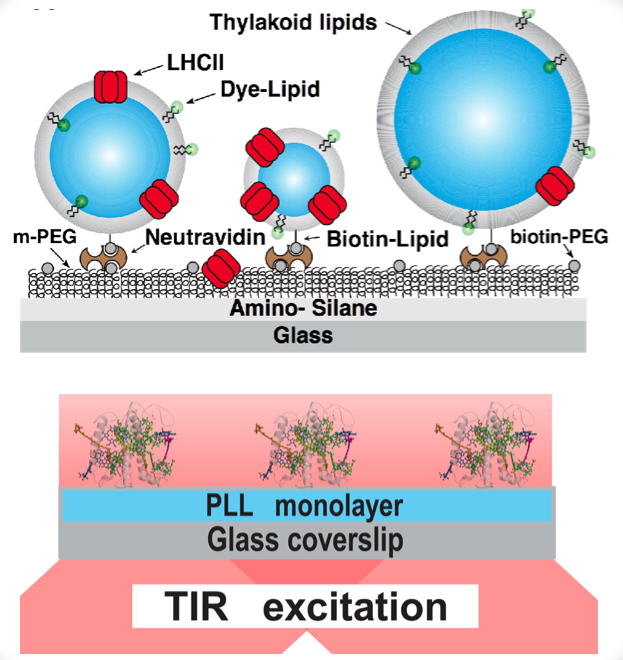 Thylakoid lipids
LHCII
Dye-Lipid
m-PEG
Neutravidin
Biotin-Lipid
biotin-PEG
Amino- Silane
Glass
PLL monolayer
Glass coverslip
TIR excitation